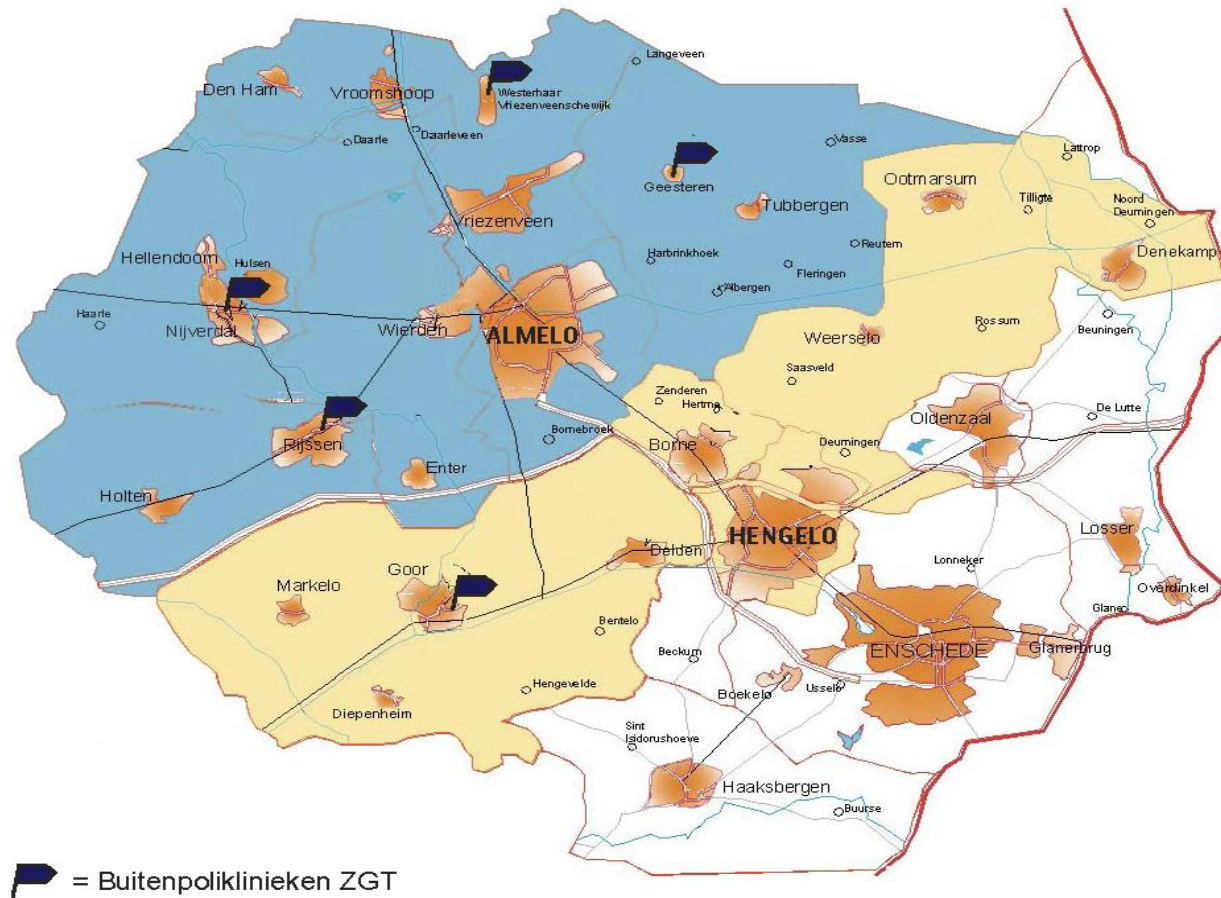 Langeveen
Den Ham
Vroomshoop
Westerhaar
Vriezenveenschewijk
Daarle
Daarleveen
Vasse
Lattrop
Geesteren
Ootmarsum
Tilligte
Noord
Deurningen
Tubbergen
Vriezenveen
Reutern
Harbrinkhoek
Denekamp
Hellendoorn
Hulsen
Fleringen
Albergen
Haarle
Nijverdal
Wierden
ALMELO
Weerselo
Rossum
Beuningen
Saasveld
Zenderen
Hertme
De Lutte
Oldenzaal
Rijssen
Bornebroek
Borne
Deurningen
Enter
Holten
HENGELO
Losser
Delden
Goor
Markelo
Lonneker
Overdinkel
Glane
Bentelo
Beckum
ENSCHEDE
Glanerbrug
Boekelo
Usselo
Hengevelde
Diepenheim
Sint
Isidorushoeve
Haaksbergen
Buurse
= Buitenpoliklinieken ZGT